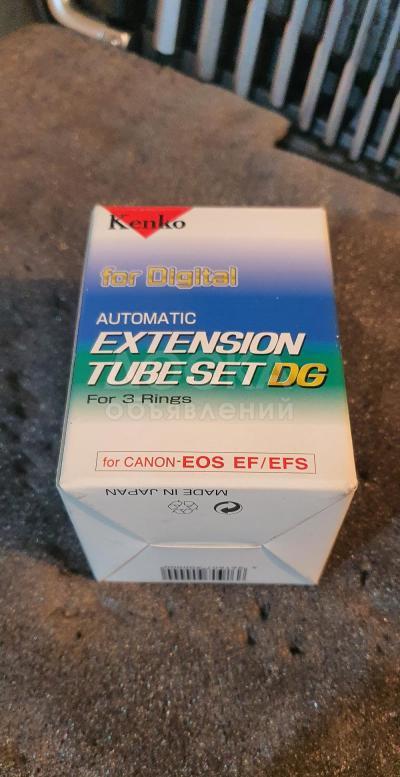 Kenko
for Digital
AUTOMATIC
EXTENSION
TUBE SET DG
For 3 Rings
объявлений
for CANON-EOS EF/EFS
MADE IN JAPAN